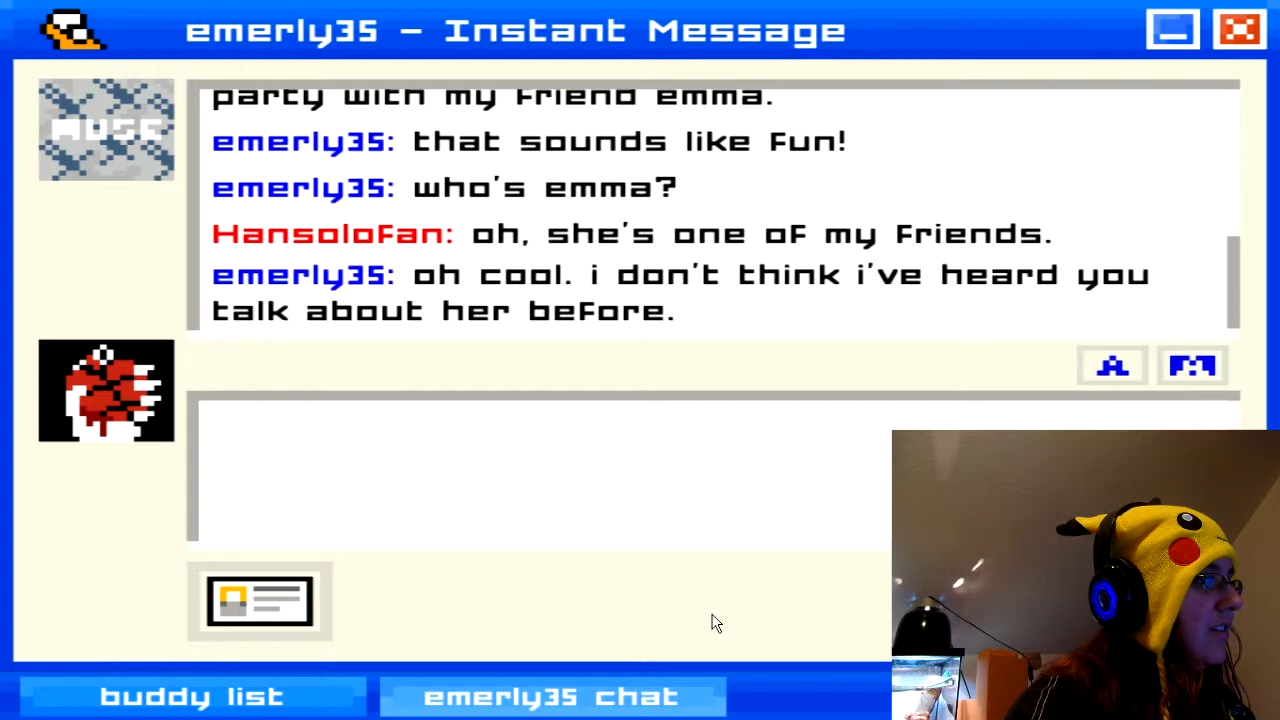 emerly35 - Instant Message
MUSE
party with my friend emma.
emerly35: that sounds like fun!
emerly35: who's emma?
HansoloFan: oh, she's one of my friends.
emerly35: oh cool. i don't think i've heard you
talk about her before.
A
buddy list
emerly35 chat